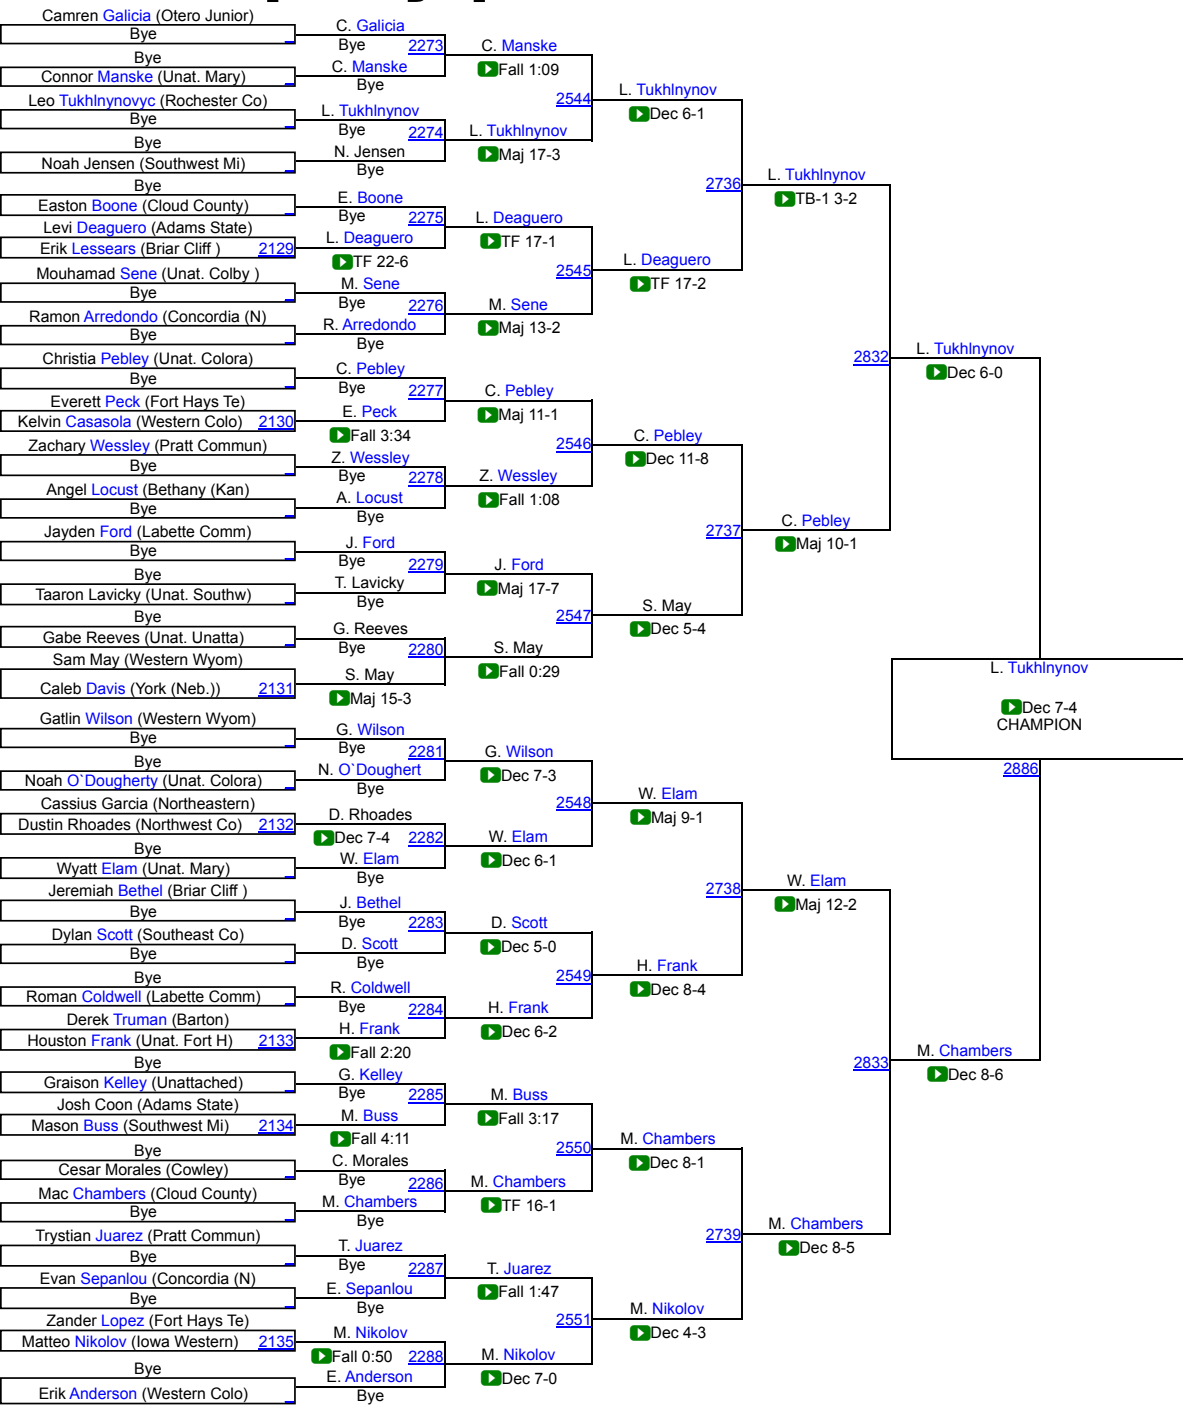 Camren Galicia (Otero Junior)
Bye
Bye
Connor Manske (Unat. Mary)
Leo Tukhlnynovyc (Rochester Co)
Bye
Bye
Noah Jensen (Southwest Mi)
Bye
Easton Boone (Cloud County)
Levi Deaguero (Adams State)
Erik Lessears (Briar Cliff ) 2129
Mouhamad Sene (Unat. Colby )
Bye
Ramon Arredondo (Concordia (N)
Bye
Christia Pebley (Unat. Colora)
Bye
Everett Peck (Fort Hays Te)
Kelvin Casasola (Western Colo) 2130
Zachary Wessley (Pratt Commun)
Bye
Angel Locust (Bethany (Kan)
Bye
Jayden Ford (Labette Comm)
Bye
Bye
Taaron Lavicky (Unat. Southw)
Bye
Gabe Reeves (Unat. Unatta)
Sam May (Western Wyom)
Caleb Davis (York (Neb.)) 2131
Gatlin Wilson (Western Wyom)
Bye
Bye
Noah O`Dougherty (Unat. Colora)
Cassius Garcia (Northeastern)
Dustin Rhoades (Northwest Co) 2132
Bye
Wyatt Elam (Unat. Mary)
Jeremiah Bethel (Briar Cliff )
Bye
Dylan Scott (Southeast Co)
Bye
Bye
Roman Coldwell (Labette Comm)
Derek Truman (Barton)
Houston Frank (Unat. Fort H) 2133
Bye
Graison Kelley (Unattached)
Josh Coon (Adams State)
Mason Buss (Southwest Mi) 2134
Bye
Cesar Morales (Cowley)
Mac Chambers (Cloud County)
Bye
Trystian Juarez (Pratt Commun)
Bye
Evan Sepanlou (Concordia (N)
Bye
Zander Lopez (Fort Hays Te)
Matteo Nikolov (Iowa Western) 2135
Bye
Erik Anderson (Western Colo)
C. Galicia
Bye 2273
C. Manske
Bye
L. Tukhlnynov
Bye 2274
N. Jensen
Bye
E. Boone
Bye 2275
L. Deaguero
TF 22-6
M. Sene
Bye 2276
R. Arredondo
Bye
C. Pebley
Bye 2277
E. Peck
Fall 3:34
Z. Wessley
Bye 2278
A. Locust
Bye
J. Ford
Bye 2279
T. Lavicky
Bye
G. Reeves
Bye 2280
S. May
Maj 15-3
G. Wilson
Bye 2281
N. O`Doughert
Bye
D. Rhoades
Dec 7-4 2282
W. Elam
Bye
J. Bethel
Bye 2283
D. Scott
Bye
R. Coldwell
Bye 2284
H. Frank
Fall 2:20
G. Kelley
Bye 2285
M. Buss
Fall 4:11
C. Morales
Bye 2286
M. Chambers
Bye
T. Juarez
Bye 2287
E. Sepanlou
Bye
M. Nikolov
Fall 0:50 2288
E. Anderson
Bye
C. Manske
Fall 1:09
2544
L. Tukhlnynov
Maj 17-3
L. Deaguero
TF 17-1
2545
M. Sene
Maj 13-2
C. Pebley
Maj 11-1
2546
Z. Wessley
Fall 1:08
J. Ford
Maj 17-7
2547
S. May
Fall 0:29
G. Wilson
Dec 7-3
2548
W. Elam
Dec 6-1
D. Scott
Dec 5-0
2549
H. Frank
Dec 6-2
M. Buss
Fall 3:17
2550
M. Chambers
TF 16-1
T. Juarez
Fall 1:47
2551
M. Nikolov
Dec 7-0
L. Tukhlnynov
Dec 6-1
2736
L. Deaguero
TF 17-2
C. Pebley
Dec 11-8
2737
S. May
Dec 5-4
W. Elam
Maj 9-1
2738
H. Frank
Dec 8-4
M. Chambers
Dec 8-1
2739
M. Nikolov
Dec 4-3
L. Tukhlnynov
TB-1 3-2
2832
C. Pebley
Maj 10-1
W. Elam
Maj 12-2
2833
M. Chambers
Dec 8-5
L. Tukhlnynov
Dec 6-0
L. Tukhlnynov
Dec 7-4
CHAMPION
2886
M. Chambers
Dec 8-6